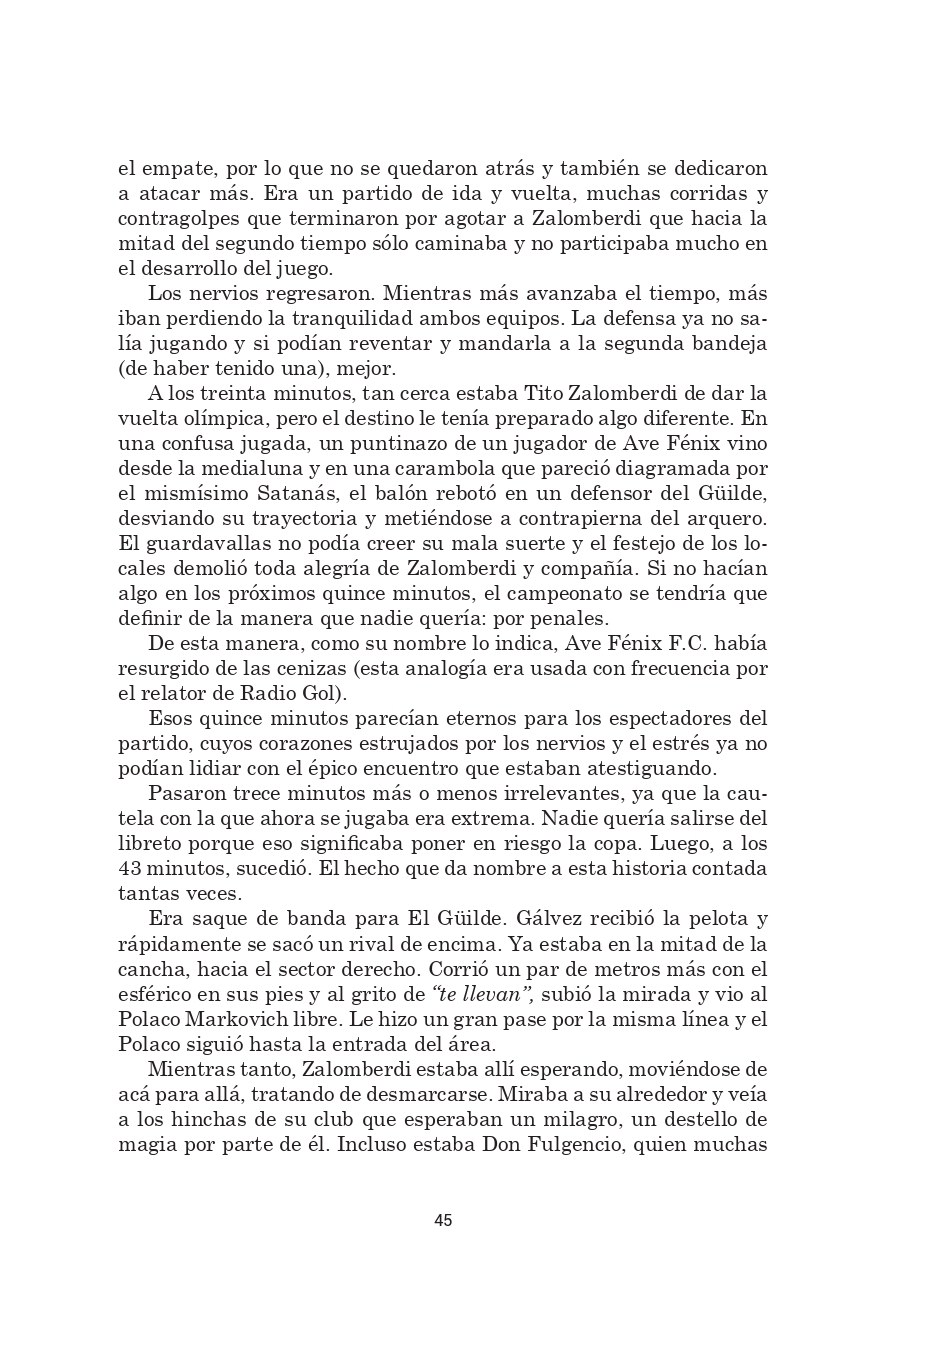 el empate, por lo que no se quedaron atrás y también se dedicaron
a atacar más. Era un partido de ida y vuelta, muchas corridas y
contragolpes que terminaron por agotar a Zalomberdi que hacia la
mitad del segundo tiempo sólo caminaba y no participaba mucho en
el desarrollo del juego.
Los nervios regresaron. Mientras más avanzaba el tiempo, más
iban perdiendo la tranquilidad ambos equipos. La defensa ya no sa-
lía jugando y si podían reventar y mandarla a la segunda bandeja
(de haber tenido una), mejor.
A los treinta minutos, tan cerca estaba Tito Zalomberdi de dar la
vuelta olímpica, pero el destino le tenía preparado algo diferente. En
una confusa jugada, un puntinazo de un jugador de Ave Fénix vino
desde la medialuna y en una carambola que pareció diagramada por
el mismísimo Satanás, el balón rebotó en un defensor del Güilde,
desviando su trayectoria y metiéndose a contrapierna del arquero.
El guardavallas no podía creer su mala suerte y el festejo de los lo-
cales demolió toda alegría de Zalomberdi y compañía. Si no hacían
algo en los próximos quince minutos, el campeonato se tendría que
definir de la manera que nadie quería: por penales.
De esta manera, como su nombre lo indica, Ave Fénix F.C. había
resurgido de las cenizas (esta analogía era usada con frecuencia por
el relator de Radio Gol).
Esos quince minutos parecían eternos para los espectadores del
partido, cuyos corazones estrujados por los nervios y el estrés ya no
podían lidiar con el épico encuentro que estaban atestiguando.
Pasaron trece minutos más o menos irrelevantes, ya que la cau-
tela con la que ahora se jugaba era extrema. Nadie quería salirse del
libreto porque eso significaba poner en riesgo la copa. Luego, a los
43 minutos, sucedió. El hecho que da nombre a esta historia contada
tantas veces.
Era saque de banda para El Güilde. Gálvez recibió la pelota y
rápidamente se sacó un rival de encima. Ya estaba en la mitad de la
cancha, hacia el sector derecho. Corrió un par de metros más con el
esférico en sus pies y al grito de “te llevan”, subió la mirada y vio al
Polaco Markovich libre. Le hizo un gran pase por la misma línea y el
Polaco siguió hasta la entrada del área.
Mientras tanto, Zalomberdi estaba allí esperando, moviéndose de
acá para allá, tratando de desmarcarse. Miraba a su alrededor y veía
a los hinchas de su club que esperaban un milagro, un destello de
magia por parte de él. Incluso estaba Don Fulgencio, quien muchas
45